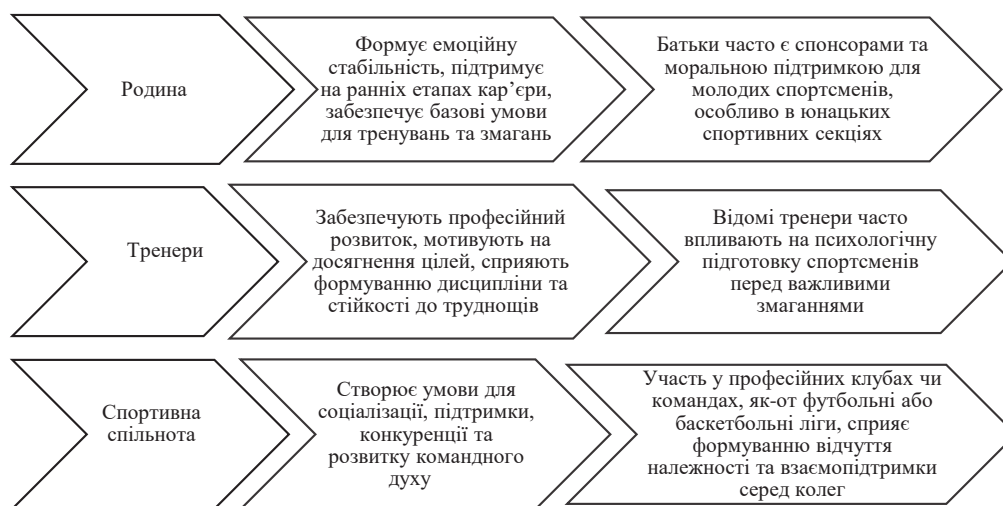 Родина
Формує емоційну
стабільність, підтримує
на ранніх етапах кар’єри,
забезпечує базові умови
для тренувань та змагань
Батьки часто є спонсорами та
моральною підтримкою для
молодих спортсменів,
особливо в юнацьких
спортивних секціях
Тренери
Забезпечують професійний
розвиток, мотивують на
досягнення цілей, сприяють
формуванню дисципліни та
стійкості до труднощів
Відомі тренери часто
впливають на психологічну
підготовку спортсменів
перед важливими
змаганнями
Спортивна
спільнота
Створює умови для
соціалізації, підтримки,
конкуренції та
розвитку командного
духу
Участь у професійних клубах чи
командах, як-от футбольні або
баскетбольні ліги, сприяє
формуванню відчуття
належності та взаємопідтримки
серед колег